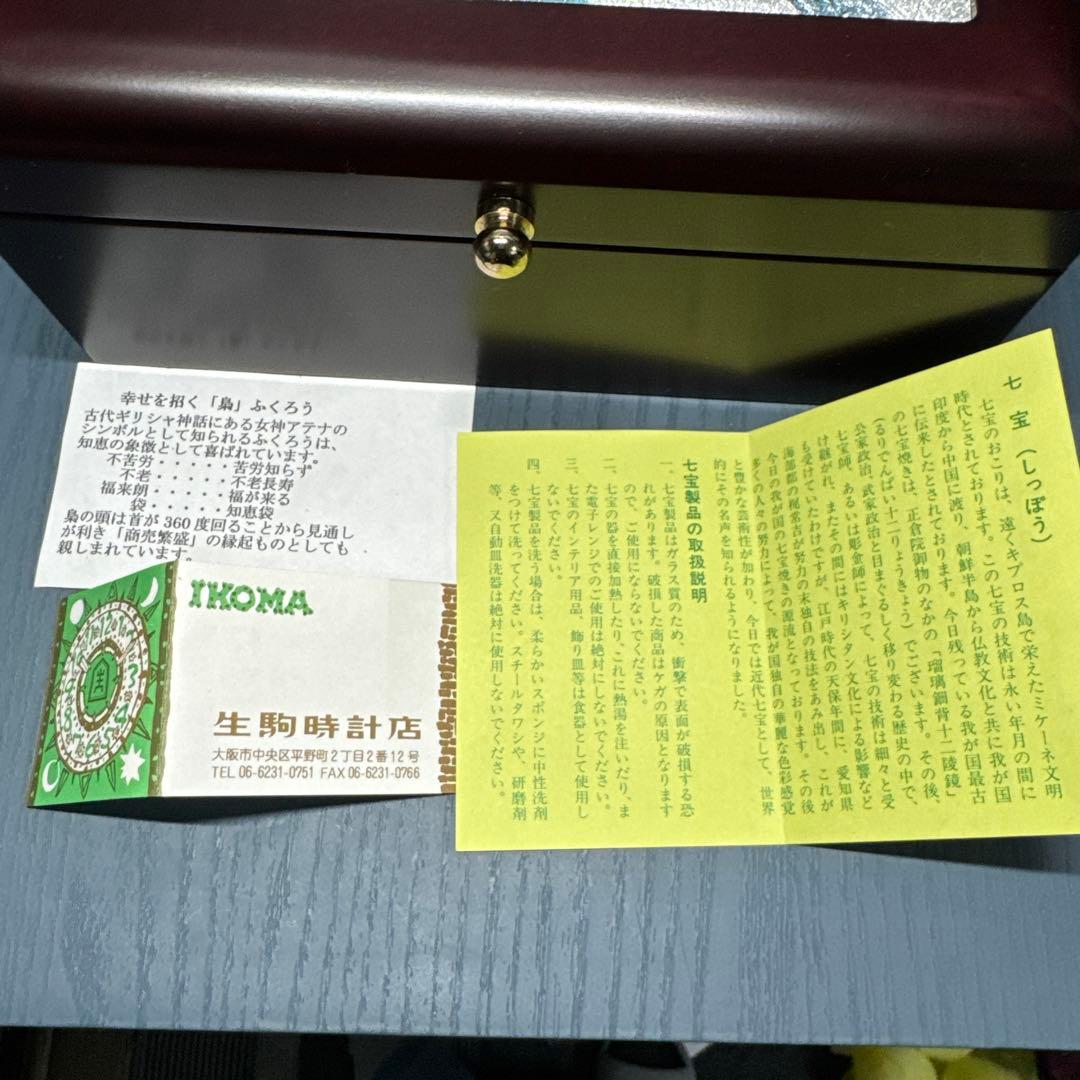 幸せを招く「梟」ふくろう
古代ギリシャ神話にある女神アテナの
シンボルとして知られるふくろうは、
知恵の象徴として喜ばれています。
不苦労・・・・・苦労知らず
不老・・・・・不老長寿
福来朗・・・・・福が来る
袋・・・・・知恵袋
梟の頭は首が360度回ることから見通し
が利き「商売繁盛」の縁起ものとしても
親しまれています。
IKOMA
生駒時計店
大阪市中央区平野町2丁目2番12号
TEL 06-6231-0751 FAX 06-6231-0766
七宝(しっぽう)
七宝のおこりは、遠くキプロス島で栄えたミケーネ文明
時代とされております。この七宝の技術は永い年月の間に
印度から中国に渡り、朝鮮半島から仏教文化と共に我が国
に伝来したとされております。今日残っている我が国最古
の七宝焼きは、正倉院御物のなかの「瑠璃鈿背十二稜鏡」
(るりでんばい十二りょうきょう)でございます。その後、
公家政治、武家政治と目まぐるしく移り変わる歴史の中で、
七宝師、あるいは彫金師によって、七宝の技術は細々と受
け継がれ、またその間にはキリシタン文化による影響など
も受けていたわけですが、江戸時代の天保年間に、愛知県
海部郡の梶常吉が努力の末独自の技法をあみ出し、これが
今日の我が国の七宝焼きの源流となっております。その後
多くの人々の努力によって、我が国独自の華麗な色彩感覚
と豊かな芸術性が加わり、今日では近代七宝として、世界
的にその名声を知られるようになりました。
七宝製品の取扱説明
一、七宝製品はガラス質のため、衝撃で表面が破損する恐
れがあります。破損した商品はケガの原因となります
ので、ご使用にならないでください。
二、七宝の器を直接加熱したり、これに熱湯を注いだり、ま
た電子レンジでのご使用は絶対にしないでください。
三、七宝のインテリア用品、飾り皿等は食器として使用し
ないでください。
四、七宝製品を洗う場合は、柔らかいスポンジに中性洗剤
をつけて洗ってください。スチールタワシや、研磨剤
等、又自動皿洗器は絶対に使用しないでください。